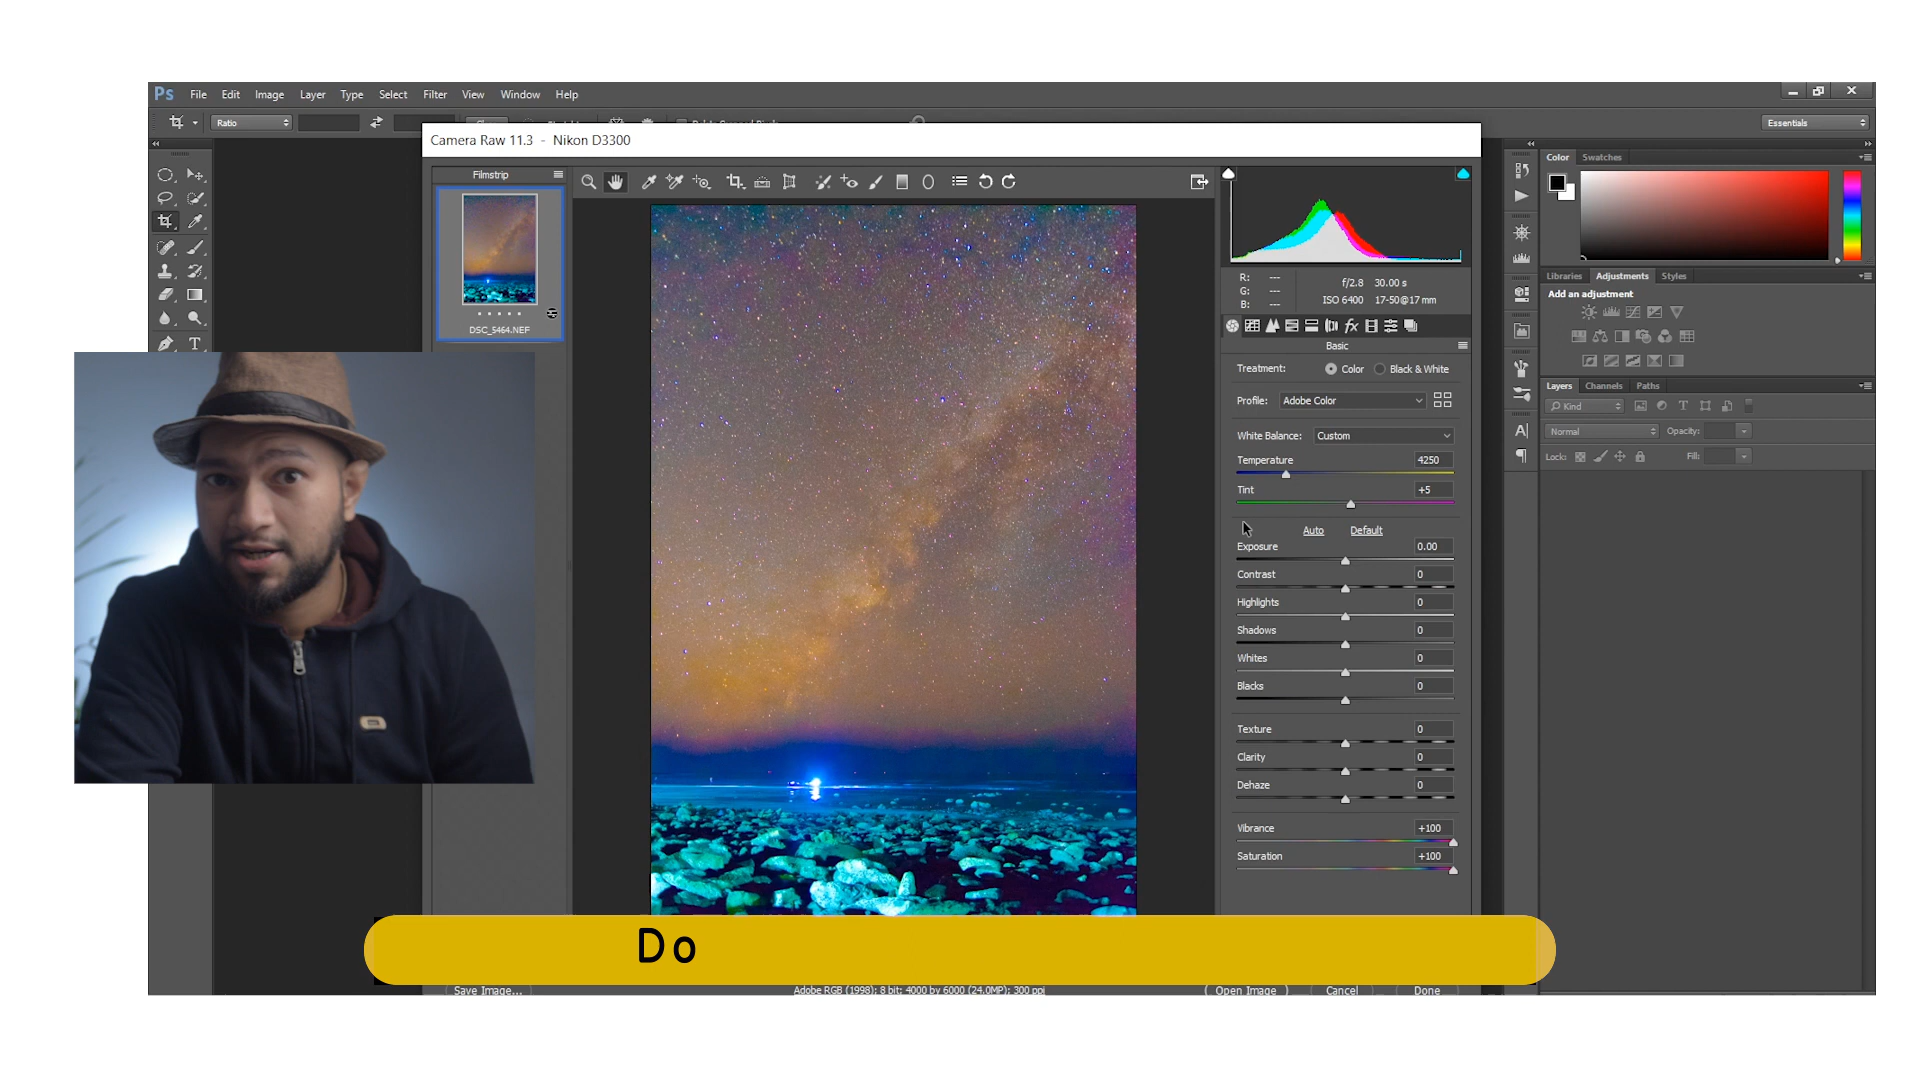 Ps File Edit Image Layer Type Select Filter View Window Help
Ratio
Essentials
Camera Raw 11.3 - Nikon D3300
Filmstrip
DSC_5464.NEF
R: ---
G: ---
B: ---
f/2.8 30.00 s
ISO 6400 17-50@17 mm
Basic
Treatment: Color Black & White
Profile: Adobe Color
White Balance: Custom
Temperature 4250
Tint +5
Auto Default
Exposure 0.00
Contrast 0
Highlights 0
Shadows 0
Whites 0
Blacks 0
Texture 0
Clarity 0
Dehaze 0
Vibrance +100
Saturation +100
Color Swatches
Libraries Adjustments Styles
Add an adjustment
Layers Channels Paths
Kind
Normal Opacity:
Lock: Fill:
Do
Save Image...
Adobe RGB (1998); 8 bit; 4000 by 6000 (24.0MP); 300 ppi
Open Image Cancel Done